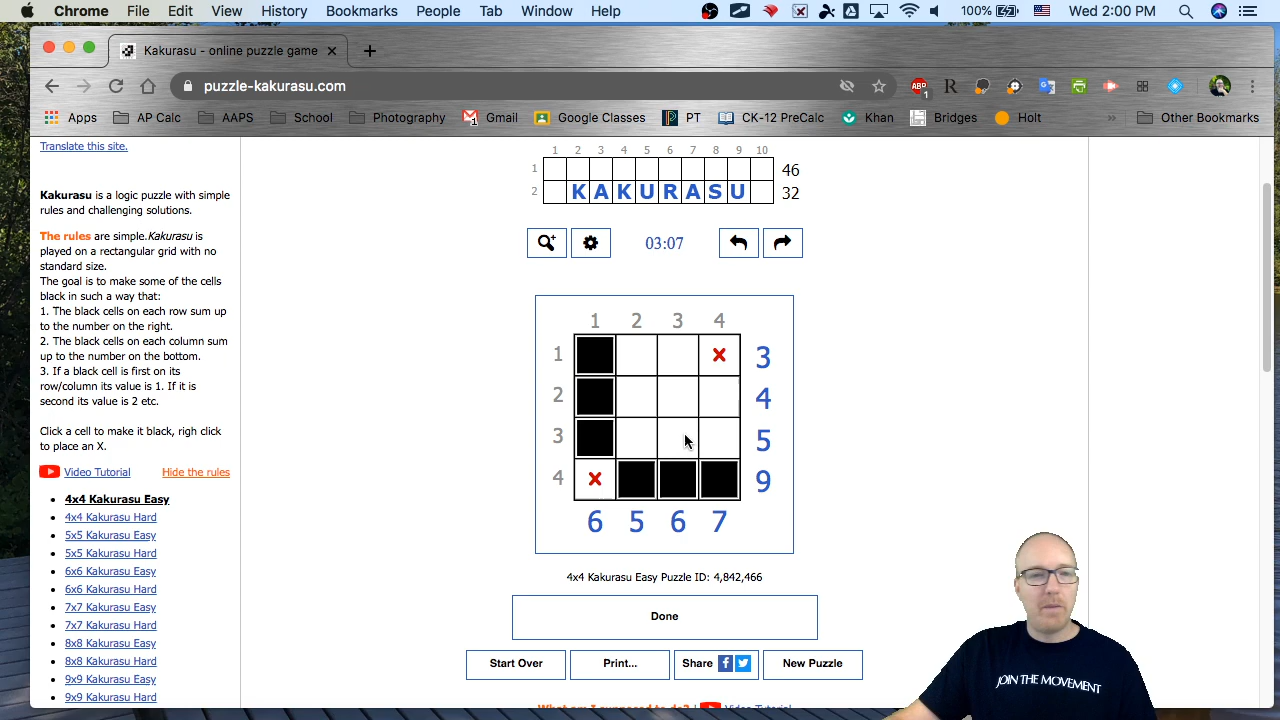 Chrome File Edit View History Bookmarks People Tab Window Help 100% Wed 2:00 PM
Kakurasu - online puzzle game
puzzle-kakurasu.com
Apps AP Calc AAPS School Photography Gmail Google Classes PT CK-12 PreCalc Khan Bridges Holt » Other Bookmarks
Translate this site.
Kakurasu is a logic puzzle with simple
rules and challenging solutions.
The rules are simple.Kakurasu is
played on a rectangular grid with no
standard size.
The goal is to make some of the cells
black in such a way that:
1. The black cells on each row sum up
to the number on the right.
2. The black cells on each column sum
up to the number on the bottom.
3. If a black cell is first on its
row/column its value is 1. If it is
second its value is 2 etc.
Click a cell to make it black, righ click
to place an X.
Video Tutorial Hide the rules
4x4 Kakurasu Easy
4x4 Kakurasu Hard
5x5 Kakurasu Easy
5x5 Kakurasu Hard
6x6 Kakurasu Easy
6x6 Kakurasu Hard
7x7 Kakurasu Easy
7x7 Kakurasu Hard
8x8 Kakurasu Easy
8x8 Kakurasu Hard
9x9 Kakurasu Easy
9x9 Kakurasu Hard
1 2 3 4 5 6 7 8 9 10
1 46
2 KAKURASU 32
03:07
1 2 3 4
1 3
2 4
3 5
4 9
6 5 6 7
4x4 Kakurasu Easy Puzzle ID: 4,842,466
Done
Start Over Print... Share New Puzzle
What am I supposed to do? | Video Tutorial
JOIN THE MOVEMENT